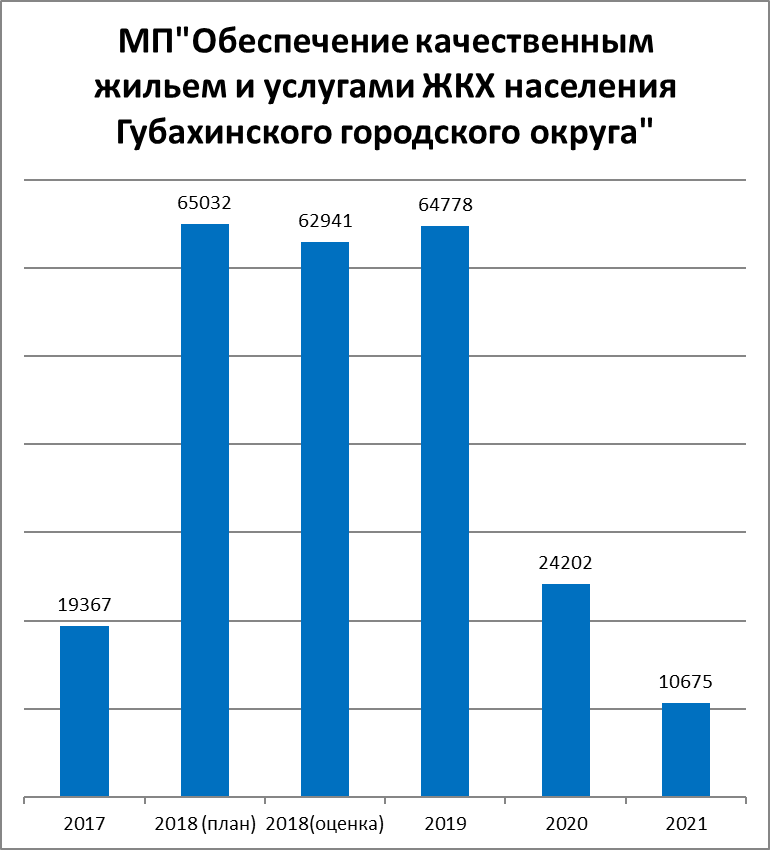 МП"Обеспечение качественным
жильем и услугами ЖКХ населения
Губахинского городского округа"
65032
62941
64778
24202
19367
10675
2017
2018 (план)
2018(оценка)
2019
2020
2021